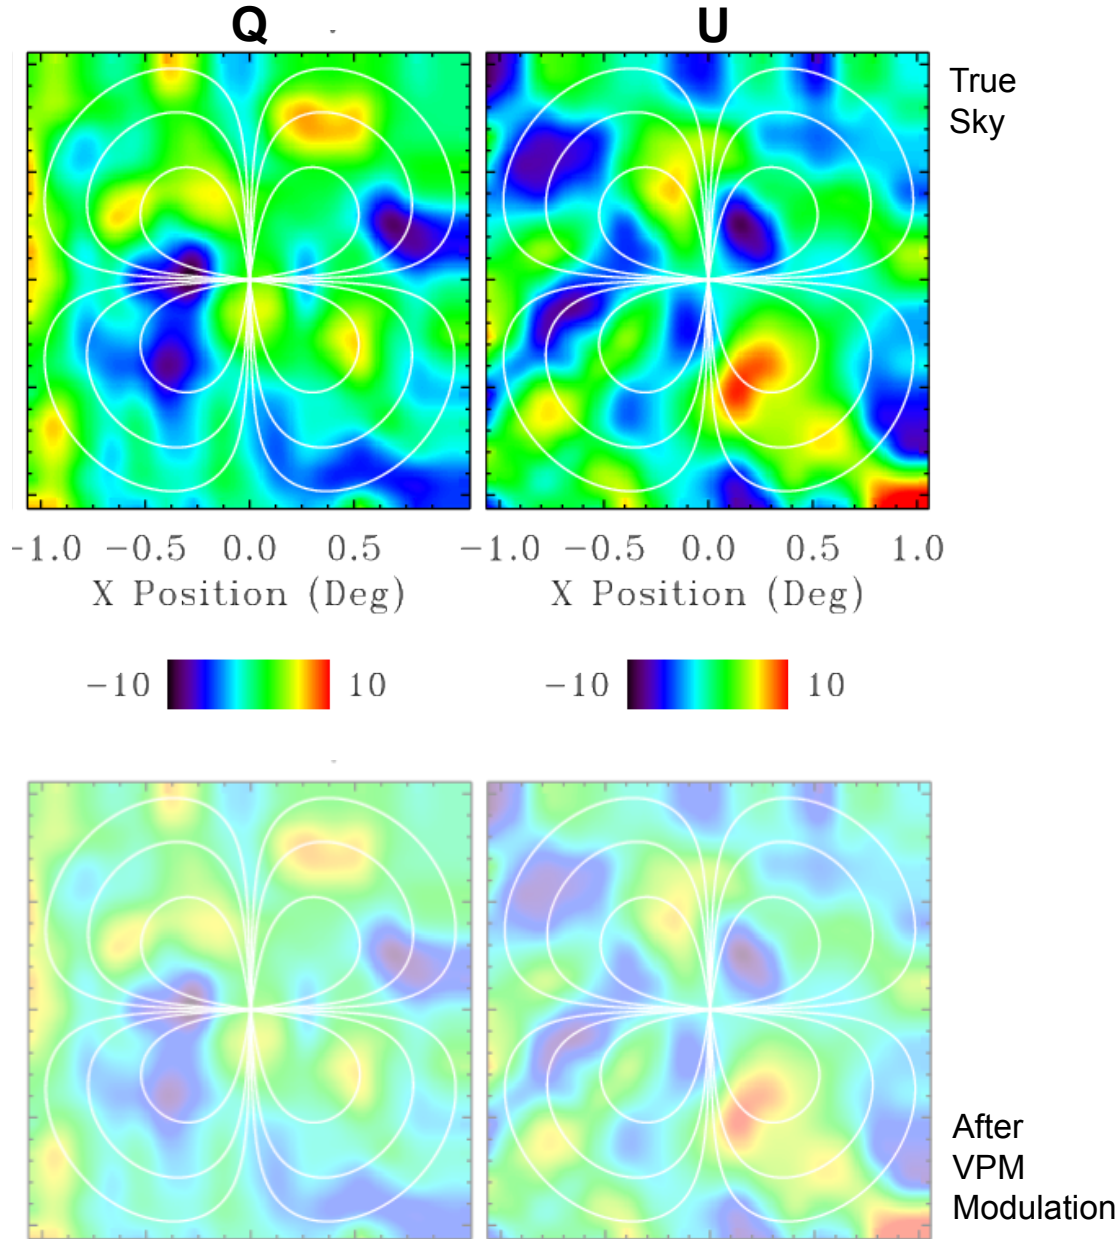 Q U
True
Sky
-1.0 -0.5 0.0 0.5 -1.0 -0.5 0.0 0.5 1.0
X Position (Deg) X Position (Deg)
-10 10 -10 10
After
VPM
Modulation